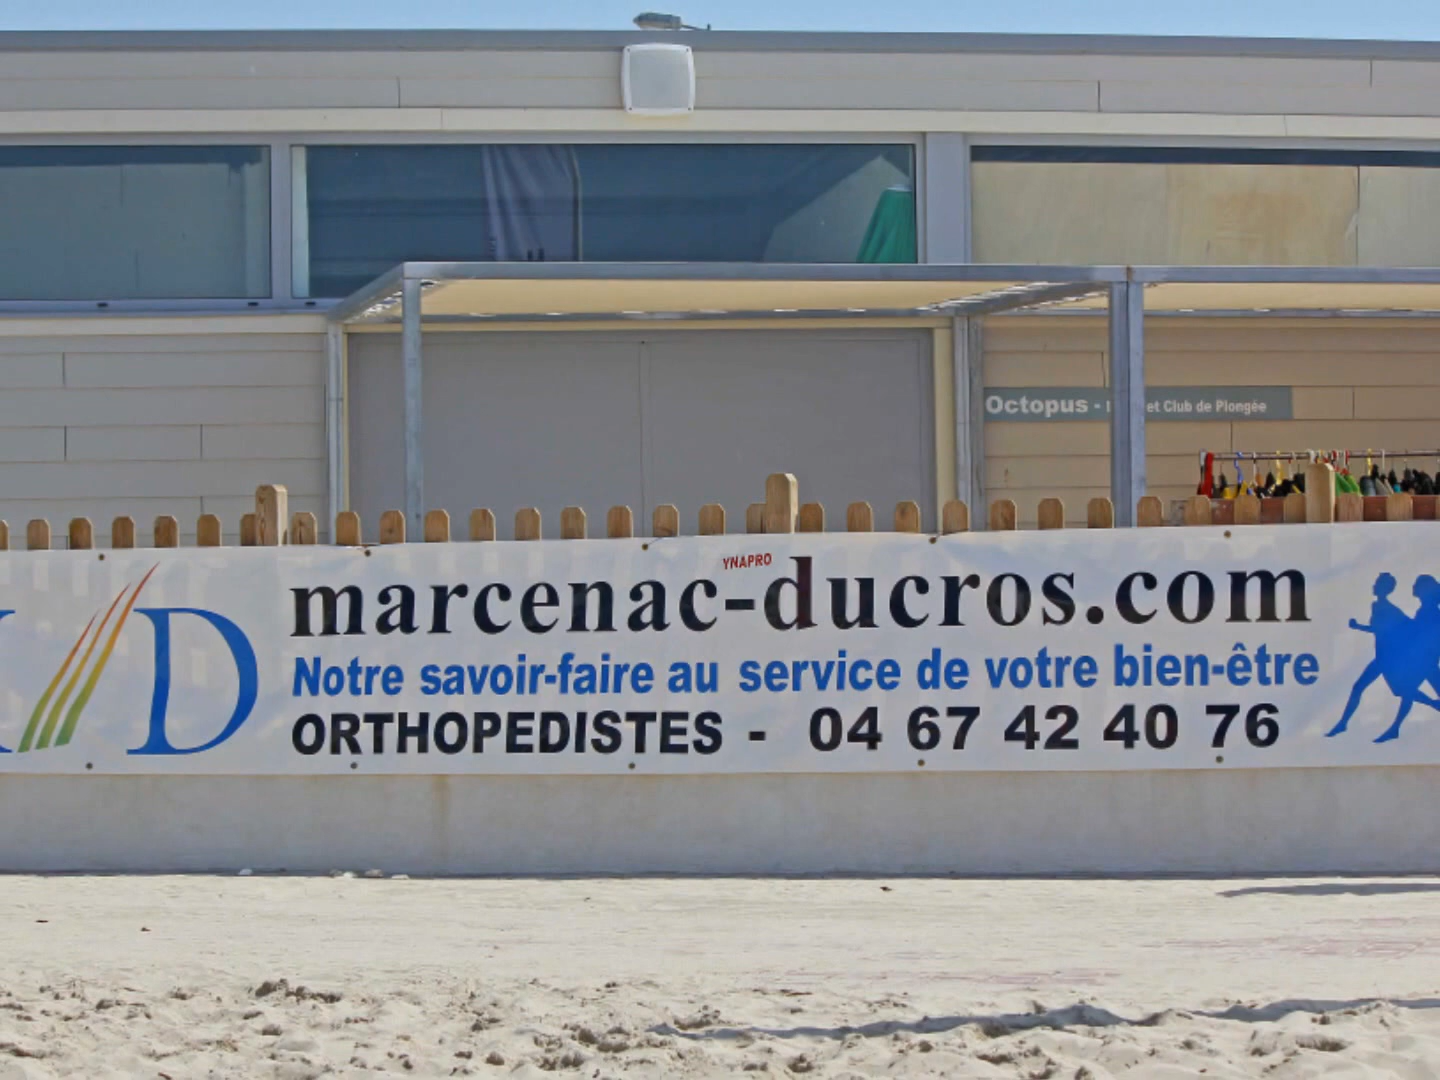 Octopus - et Club de Plongée
YNAPRO
marcenac-ducros.com
D
Notre savoir-faire au service de votre bien-être
ORTHOPEDISTES - 04 67 42 40 76